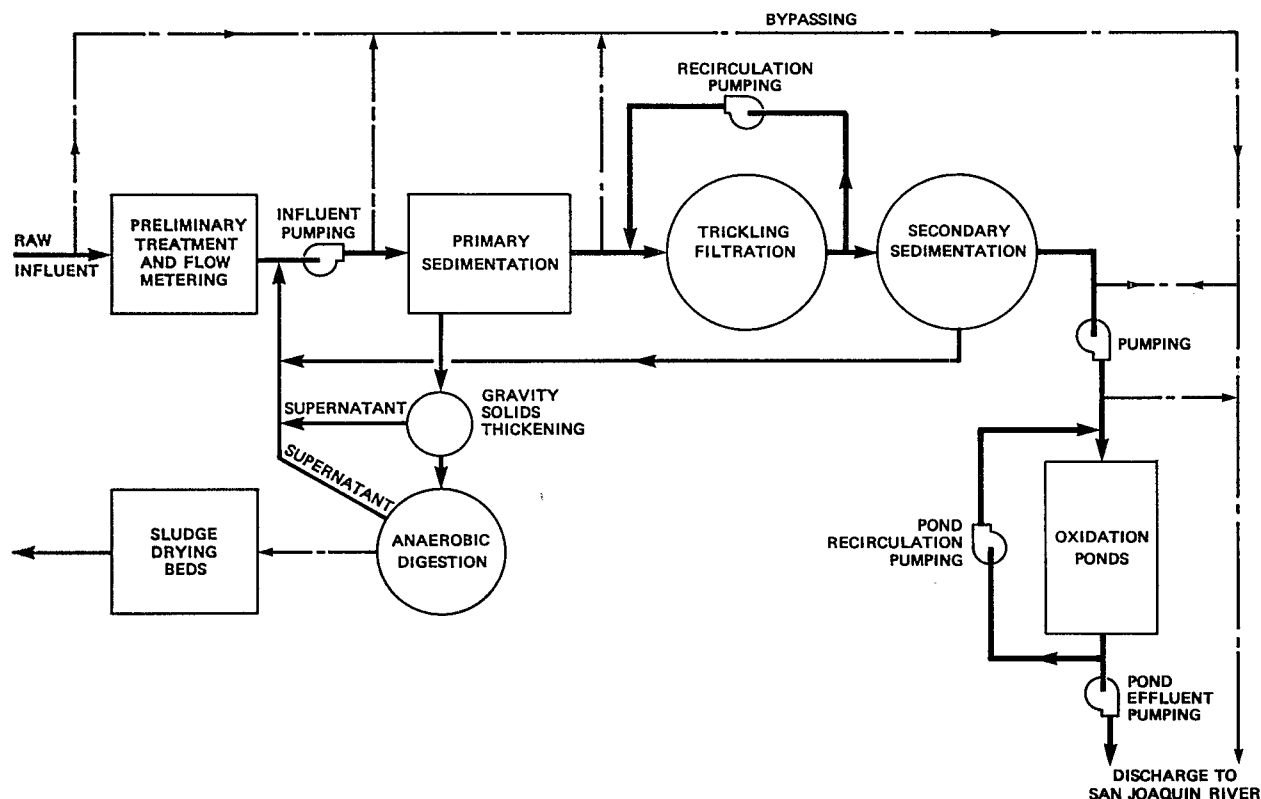 BYPASSING
RECIRCULATION
PUMPING
RAW
INFLUENT
PRELIMINARY
TREATMENT
AND FLOW
METERING
INFLUENT
PUMPING
PRIMARY
SEDIMENTATION
TRICKLING
FILTRATION
SECONDARY
SEDIMENTATION
PUMPING
SUPERNATANT
GRAVITY
SOLIDS
THICKENING
SUPERNATANT
SLUDGE
DRYING
BEDS
ANAEROBIC
DIGESTION
POND
RECIRCULATION
PUMPING
OXIDATION
PONDS
POND
EFFLUENT
PUMPING
DISCHARGE TO
SAN JOAQUIN RIVER